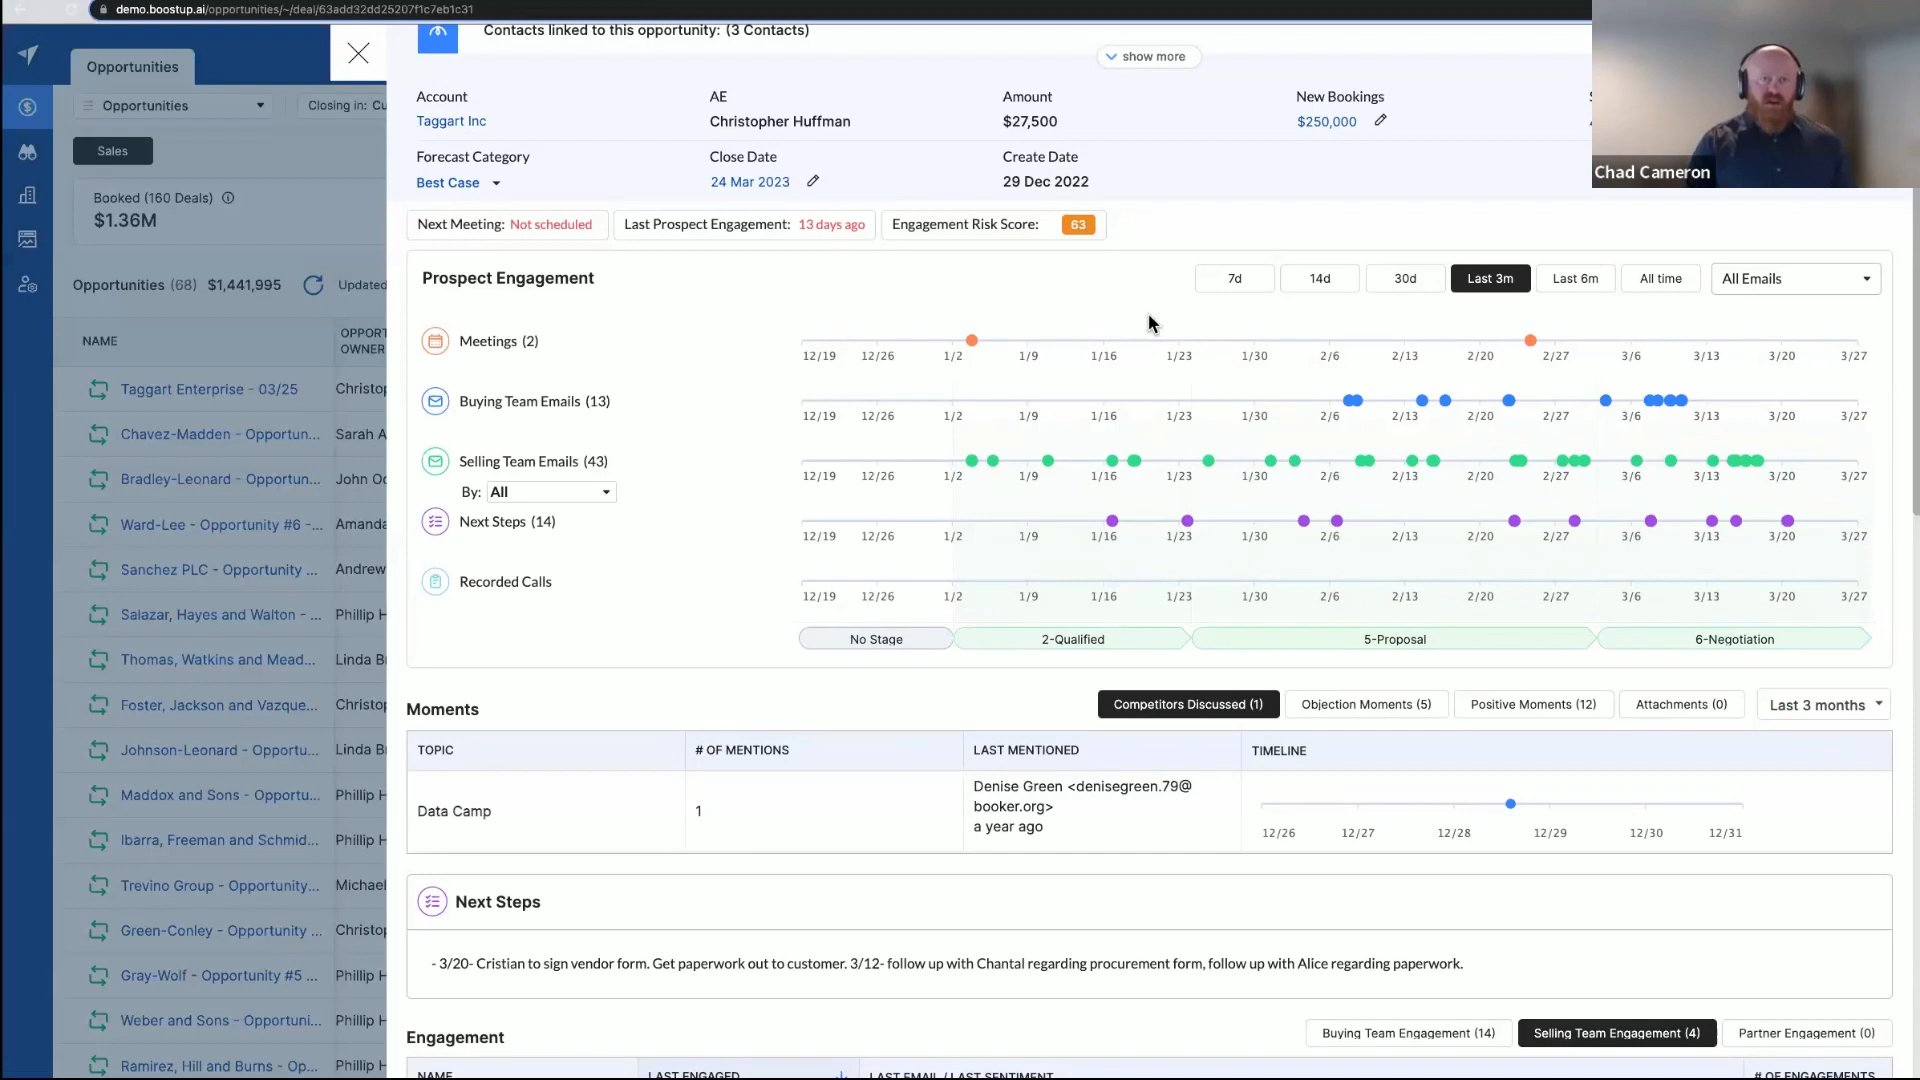 demo.boostup.ai/opportunities/~/deal/63add32dd25207f1c7eb1c31
Contacts linked to this opportunity: (3 Contacts)
show more
Opportunities
Opportunities
Closing in: Cu
Sales
Booked (160 Deals)
$1.36M
Opportunities (68) $1,441,995 Updated
NAME
OPPORT
OWNER
Taggart Enterprise - 03/25 Christop
Chavez-Madden - Opportun... Sarah A
Bradley-Leonard - Opportun... John Oc
Ward-Lee - Opportunity #6 -... Amanda
Sanchez PLC - Opportunity ... Andrew
Salazar, Hayes and Walton - ... Phillip H
Thomas, Watkins and Mead... Linda B
Foster, Jackson and Vazque... Christop
Johnson-Leonard - Opportu... Linda B
Maddox and Sons - Opportu... Phillip H
Ibarra, Freeman and Schmid... Phillip H
Trevino Group - Opportunity... Michael
Green-Conley - Opportunity ... Christop
Gray-Wolf - Opportunity #5 ... Phillip H
Weber and Sons - Opportuni... Phillip H
Ramirez, Hill and Burns - Op... Phillip H
Account
Taggart Inc
AE
Christopher Huffman
Amount
$27,500
New Bookings
$250,000
Forecast Category
Best Case
Close Date
24 Mar 2023
Create Date
29 Dec 2022
Chad Cameron
Next Meeting: Not scheduled
Last Prospect Engagement: 13 days ago
Engagement Risk Score: 63
Prospect Engagement
7d 14d 30d Last 3m Last 6m All time All Emails
Meetings (2)
12/19 12/26 1/2 1/9 1/16 1/23 1/30 2/6 2/13 2/20 2/27 3/6 3/13 3/20 3/27
Buying Team Emails (13)
12/19 12/26 1/2 1/9 1/16 1/23 1/30 2/6 2/13 2/20 2/27 3/6 3/13 3/20 3/27
Selling Team Emails (43)
12/19 12/26 1/2 1/9 1/16 1/23 1/30 2/6 2/13 2/20 2/27 3/6 3/13 3/20 3/27
By: All
Next Steps (14)
12/19 12/26 1/2 1/9 1/16 1/23 1/30 2/6 2/13 2/20 2/27 3/6 3/13 3/20 3/27
Recorded Calls
12/19 12/26 1/2 1/9 1/16 1/23 1/30 2/6 2/13 2/20 2/27 3/6 3/13 3/20 3/27
No Stage 2-Qualified 5-Proposal 6-Negotiation
Moments
Competitors Discussed (1) Objection Moments (5) Positive Moments (12) Attachments (0) Last 3 months
TOPIC # OF MENTIONS LAST MENTIONED TIMELINE
Data Camp
1
Denise Green <denisegreen.79@
booker.org>
a year ago
12/26 12/27 12/28 12/29 12/30 12/31
Next Steps
- 3/20- Cristian to sign vendor form. Get paperwork out to customer. 3/12- follow up with Chantal regarding procurement form, follow up with Alice regarding paperwork.
Engagement
Buying Team Engagement (14) Selling Team Engagement (4) Partner Engagement (0)
NAME LAST ENGAGED LAST EMAIL / LAST SENTIMENT # OF ENGAGEMENTS